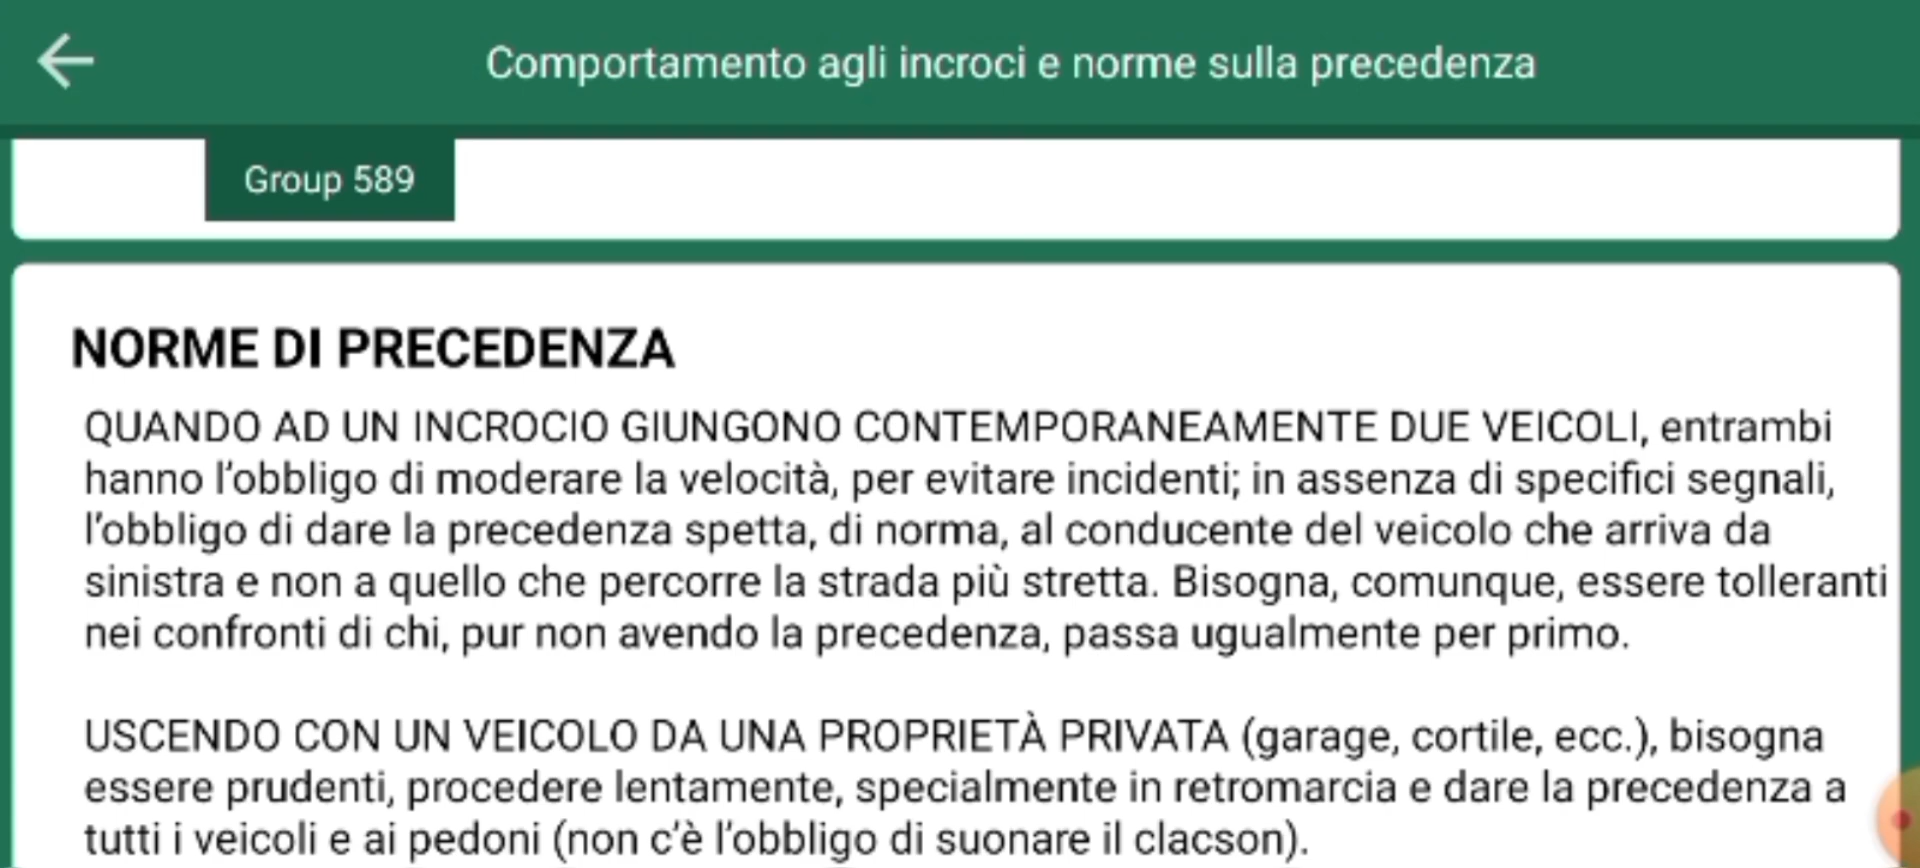 Comportamento agli incroci e norme sulla precedenza
Group 589
NORME DI PRECEDENZA
QUANDO AD UN INCROCIO GIUNGONO CONTEMPORANEAMENTE DUE VEICOLI, entrambi
hanno l'obbligo di moderare la velocità, per evitare incidenti; in assenza di specifici segnali,
l'obbligo di dare la precedenza spetta, di norma, al conducente del veicolo che arriva da
sinistra e non a quello che percorre la strada più stretta. Bisogna, comunque, essere tolleranti
nei confronti di chi, pur non avendo la precedenza, passa ugualmente per primo.
USCENDO CON UN VEICOLO DA UNA PROPRIETÀ PRIVATA (garage, cortile, ecc.), bisogna
essere prudenti, procedere lentamente, specialmente in retromarcia e dare la precedenza a
tutti i veicoli e ai pedoni (non c'è l'obbligo di suonare il clacson).